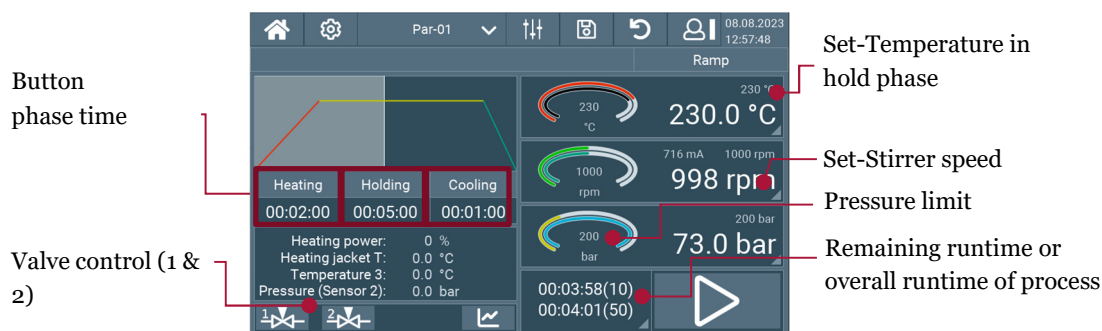 Par-01
08.08.2023
12:57:48
Ramp
Button
phase time
Heating
Holding
Cooling
00:02:00
00:05:00
00:01:00
Heating power: 0 %
Heating jacket T: 0.0 °C
Temperature 3: 0.0 °C
Pressure (Sensor 2): 0.0 bar
Valve control (1 &
2)
1
2
230
°C
230 °C
230.0 °C
1000
rpm
716 mA 1000 rpm
998 rpm
200
bar
200 bar
73.0 bar
00:03:58(10)
00:04:01(50)
Set-Temperature in
hold phase
Set-Stirrer speed
Pressure limit
Remaining runtime or
overall runtime of process